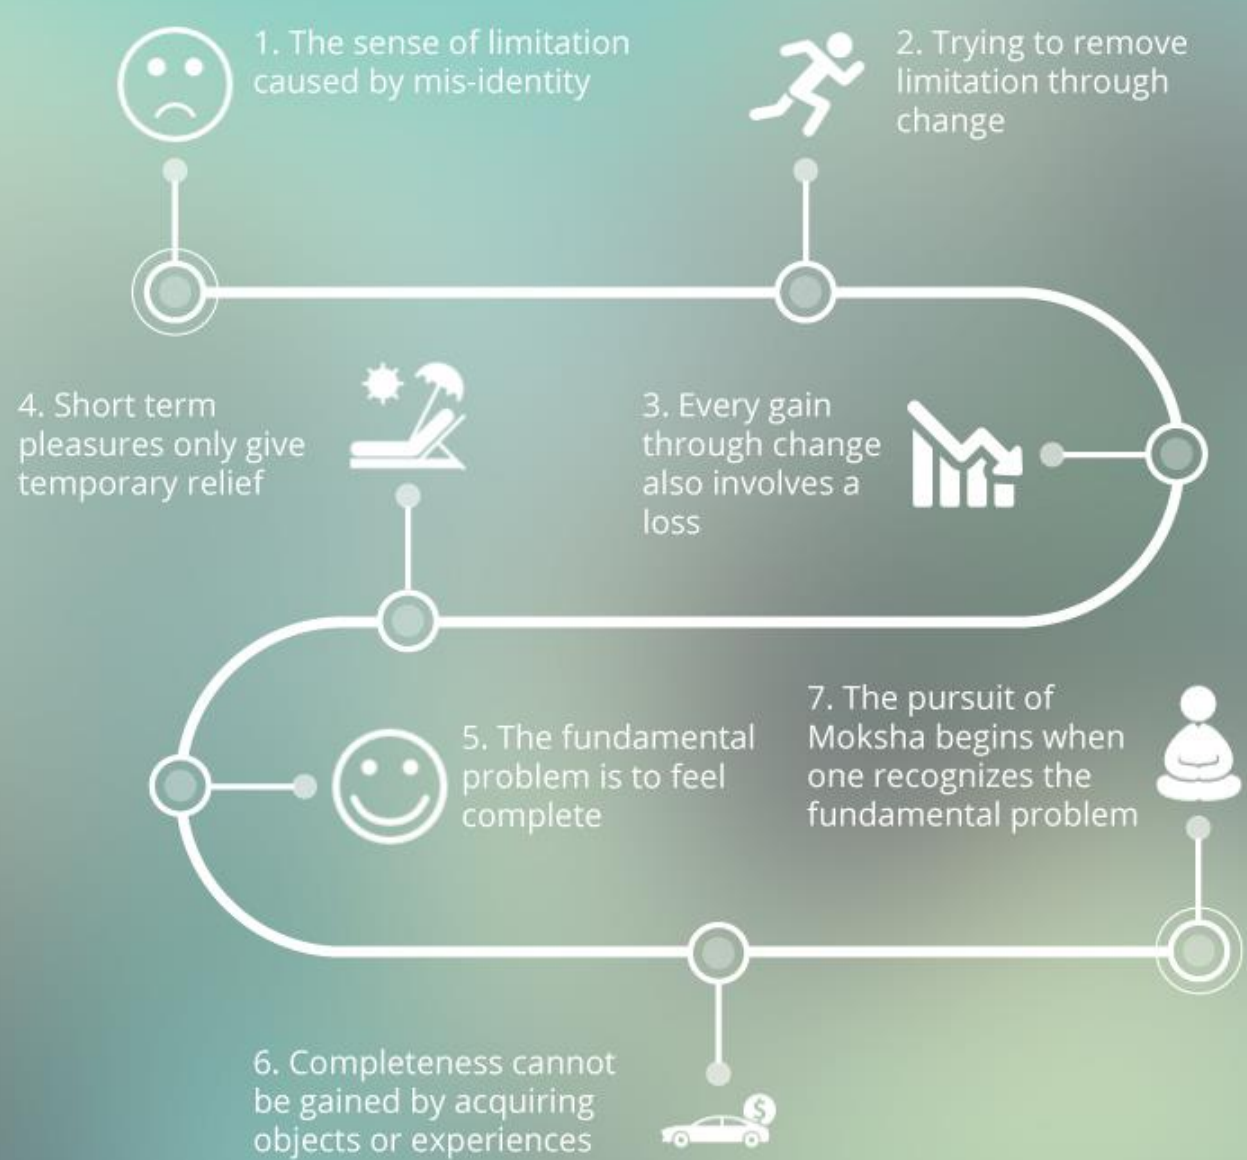 1. The sense of limitation
caused by mis-identity
2. Trying to remove
limitation through
change
3. Every gain
through change
also involves a
loss
4. Short term
pleasures only give
temporary relief
5. The fundamental
problem is to feel
complete
6. Completeness cannot
be gained by acquiring
objects or experiences
$
7. The pursuit of
Moksha begins when
one recognizes the
fundamental problem